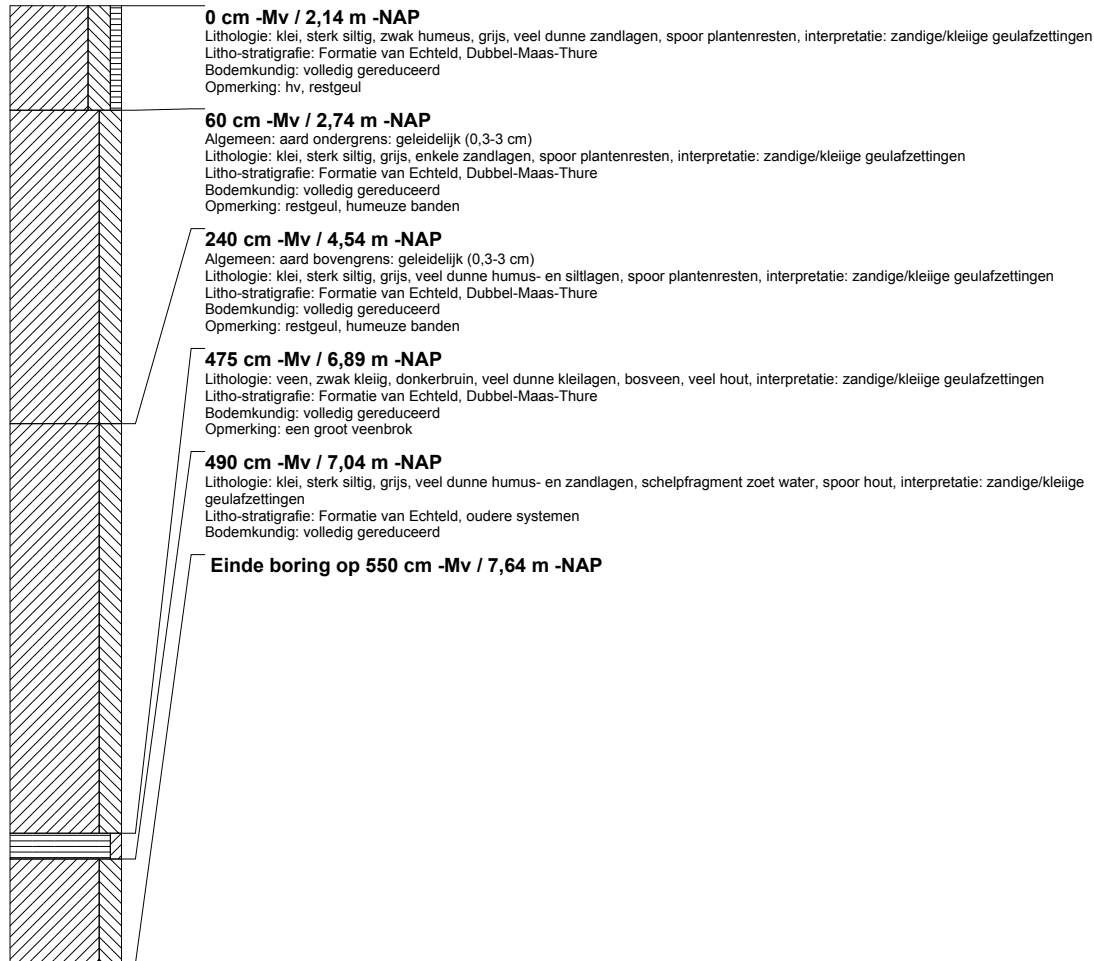 0 cm -Mv / 2,14 m -NAP
Lithologie: klei, sterk siltig, zwak humeus, grijs, veel dunne zandlagen, spoor plantenresten, interpretatie: zandige/kleiige geulafzettingen
Litho-stratigrafie: Formatie van Echteld, Dubbel-Maas-Thure
Bodemkundig: volledig gereduceerd
Opmerking: hv, restgeul
60 cm -Mv / 2,74 m -NAP
Algemeen: aard ondergrens: geleidelijk (0,3-3 cm)
Lithologie: klei, sterk siltig, grijs, enkele zandlagen, spoor plantenresten, interpretatie: zandige/kleiige geulafzettingen
Litho-stratigrafie: Formatie van Echteld, Dubbel-Maas-Thure
Bodemkundig: volledig gereduceerd
Opmerking: restgeul, humeuze banden
240 cm -Mv / 4,54 m -NAP
Algemeen: aard bovengrens: geleidelijk (0,3-3 cm)
Lithologie: klei, sterk siltig, grijs, veel dunne humus- en siltlagen, spoor plantenresten, interpretatie: zandige/kleiige geulafzettingen
Litho-stratigrafie: Formatie van Echteld, Dubbel-Maas-Thure
Bodemkundig: volledig gereduceerd
Opmerking: restgeul, humeuze banden
475 cm -Mv / 6,89 m -NAP
Lithologie: veen, zwak kleiig, donkerbruin, veel dunne kleilagen, bosveen, veel hout, interpretatie: zandige/kleiige geulafzettingen
Litho-stratigrafie: Formatie van Echteld, Dubbel-Maas-Thure
Bodemkundig: volledig gereduceerd
Opmerking: een groot veenbrok
490 cm -Mv / 7,04 m -NAP
Lithologie: klei, sterk siltig, grijs, veel dunne humus- en zandlagen, schelpfragment zoet water, spoor hout, interpretatie: zandige/kleiige
geulafzettingen
Litho-stratigrafie: Formatie van Echteld, oudere systemen
Bodemkundig: volledig gereduceerd
Einde boring op 550 cm -Mv / 7,64 m -NAP